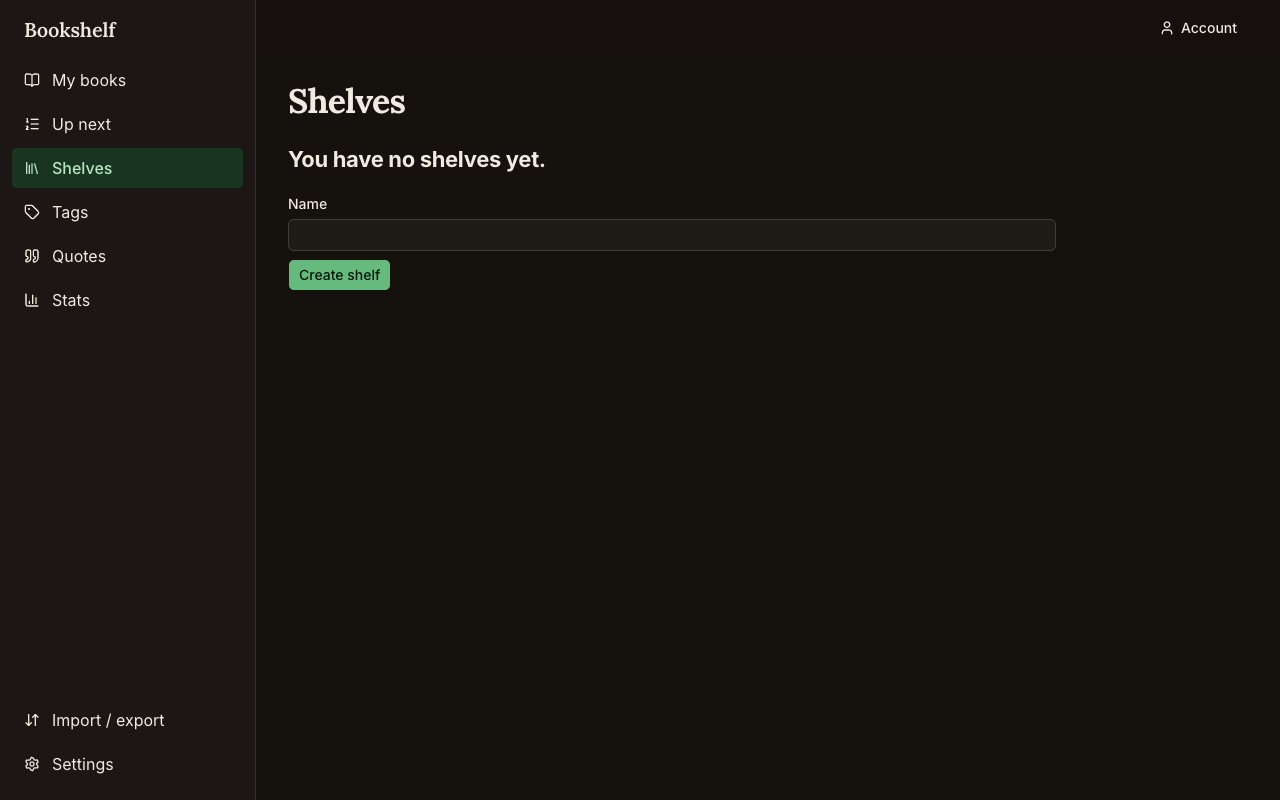 Bookshelf
My books
Up next
Shelves
Tags
Quotes
Stats
Import / export
Settings
Account
Shelves
You have no shelves yet.
Name
Create shelf